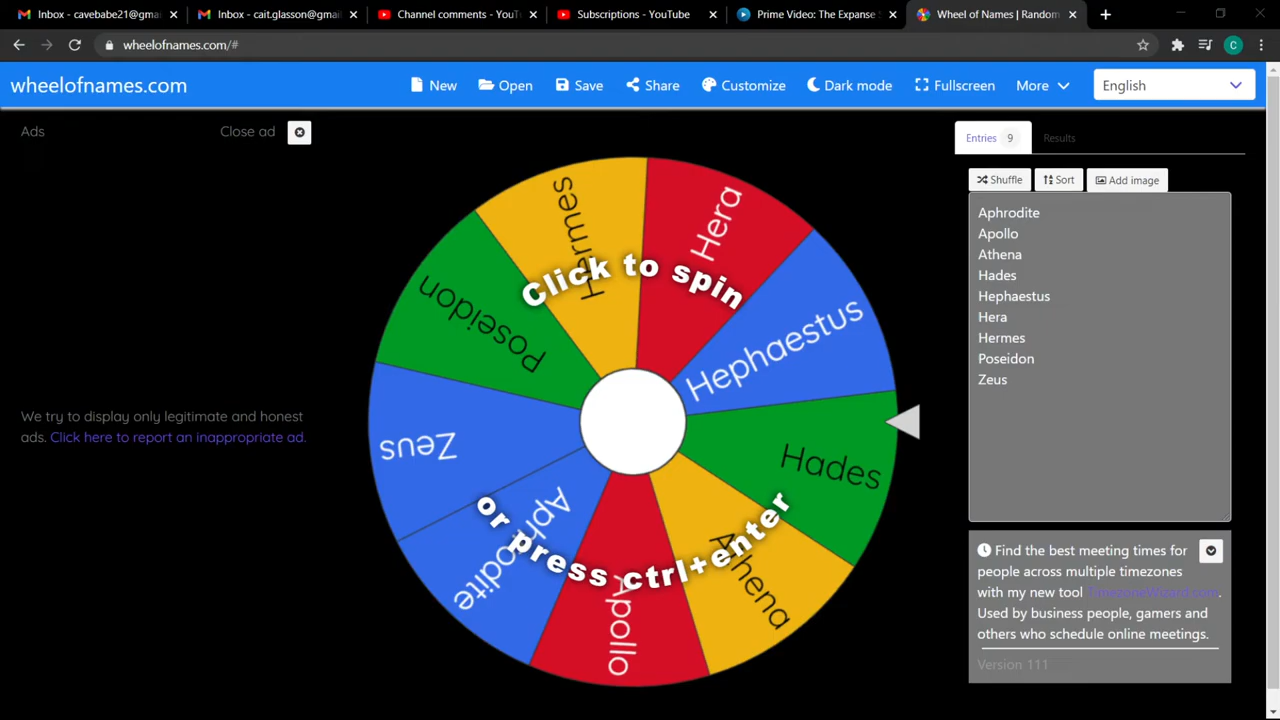 Inbox - cavebabe21@gma
Inbox - cait.glasson@gmai
Channel comments - YouT
Subscriptions - YouTube
Prime Video: The Expanse
Wheel of Names | Random
wheelofnames.com/#
C
wheelofnames.com
New
Open
Save
Share
Customize
Dark mode
Fullscreen
More
English
Ads
Close ad
We try to display only legitimate and honest
ads. Click here to report an inappropriate ad.
Hermes
Hera
Hephaestus
Hades
Athena
Apollo
Aphrodite
Zeus
Poseidon
Click to spin
or press ctrl+enter
Entries 9
Results
Shuffle
Sort
Add image
Aphrodite
Apollo
Athena
Hades
Hephaestus
Hera
Hermes
Poseidon
Zeus
Find the best meeting times for
people across multiple timezones
with my new tool TimezoneWizard.com.
Used by business people, gamers and
others who schedule online meetings.
Version 111